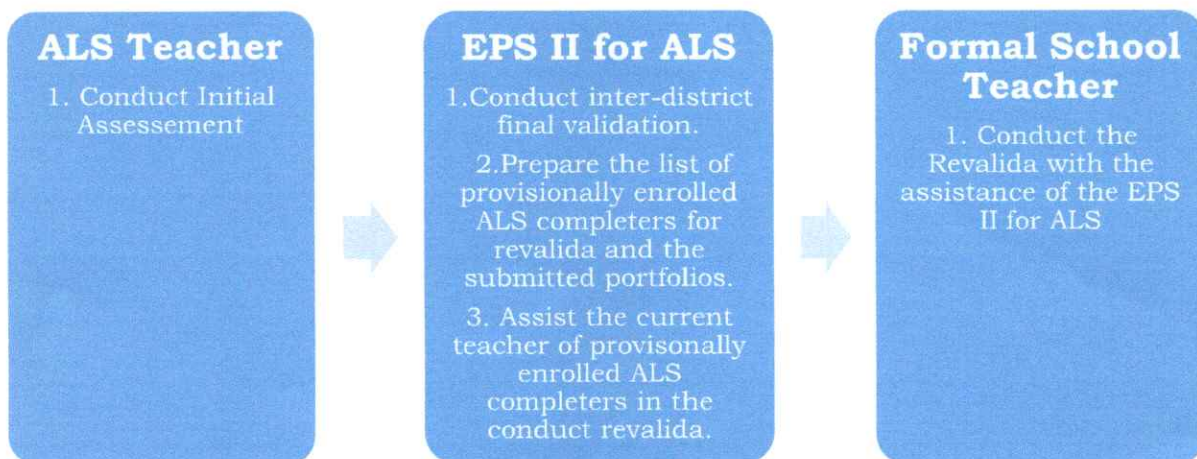 ALS Teacher
1. Conduct Initial
Assessement
EPS II for ALS
1.Conduct inter-district
final validation.
2.Prepare the list of
provisionally enrolled
ALS completers for
revalida and the
submitted portfolios.
3. Assist the current
teacher of provisonally
enrolled ALS
completers in the
conduct revalida.
Formal School
Teacher
1. Conduct the
Revalida with the
assistance of the EPS
II for ALS